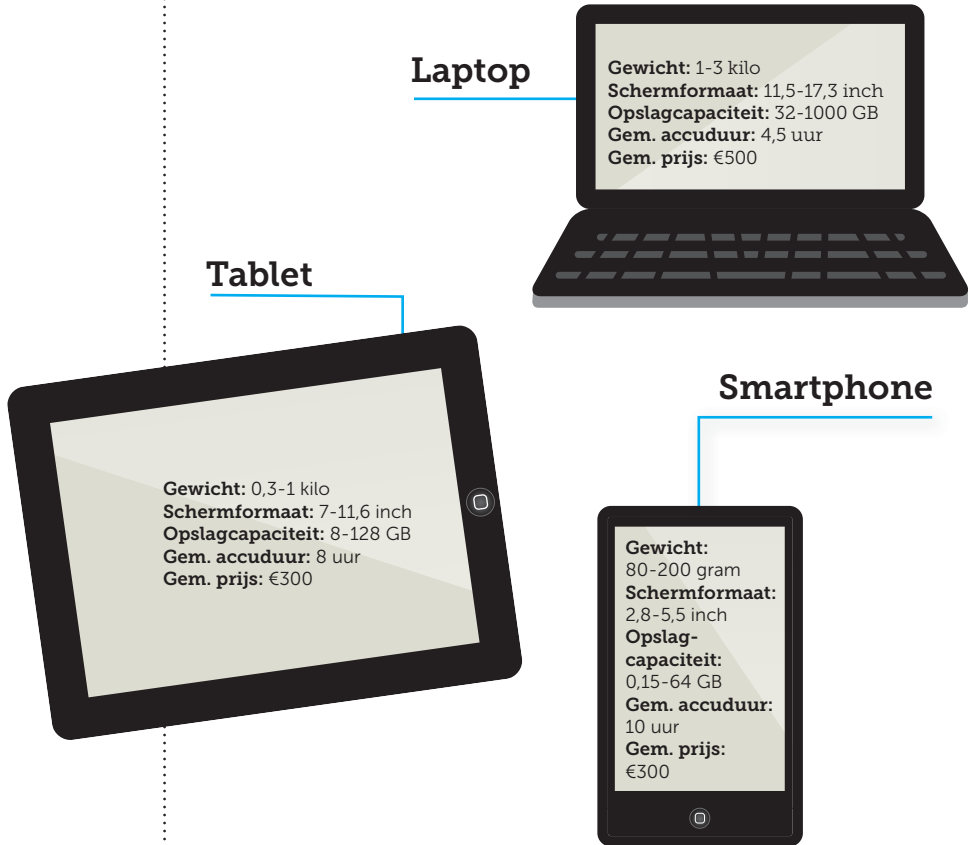 Laptop
Gewicht: 1-3 kilo
Schermformaat: 11,5-17,3 inch
Opslagcapaciteit: 32-1000 GB
Gem. accuduur: 4,5 uur
Gem. prijs: €500
Tablet
Gewicht: 0,3-1 kilo
Schermformaat: 7-11,6 inch
Opslagcapaciteit: 8-128 GB
Gem. accuduur: 8 uur
Gem. prijs: €300
Smartphone
Gewicht:
80-200 gram
Schermformaat:
2,8-5,5 inch
Opslag-
capaciteit:
0,15-64 GB
Gem. accuduur:
10 uur
Gem. prijs:
€300